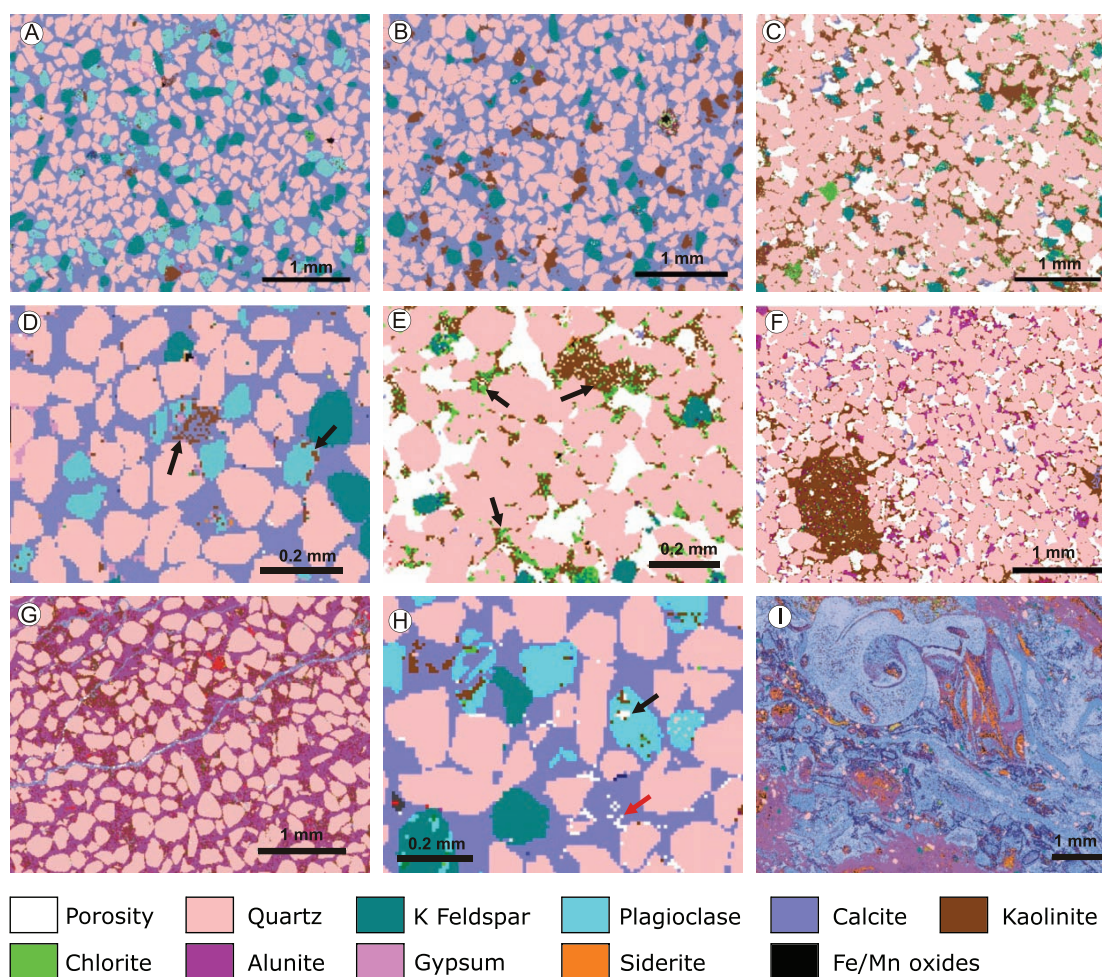 A
B
C
1 mm
1 mm
1 mm
D
E
F
0.2 mm
0.2 mm
1 mm
G
H
I
1 mm
0.2 mm
1 mm
Porosity Quartz K Feldspar Plagioclase Calcite Kaolinite
Chlorite Alunite Gypsum Siderite Fe/Mn oxides